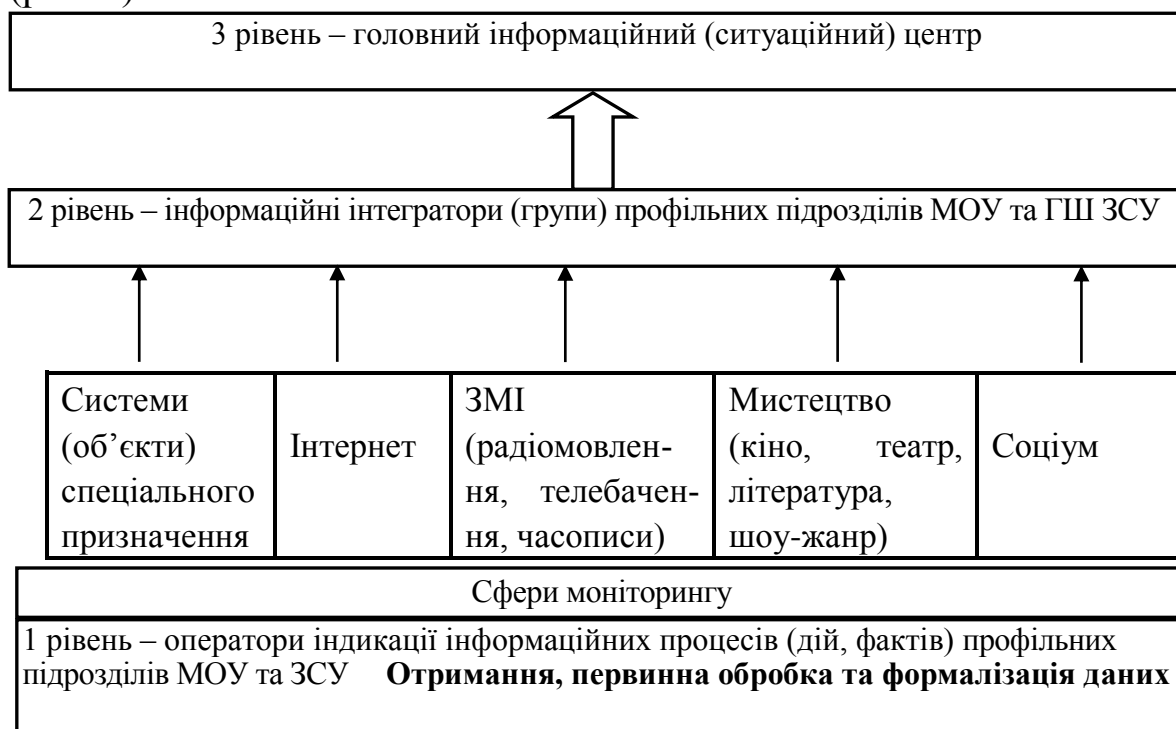 3 рівень – головний інформаційний (ситуаційний) центр
2 рівень – інформаційні інтегратори (групи) профільних підрозділів МОУ та ГШ ЗСУ
Системи
(об’єкти)
спеціального
призначення
Інтернет
ЗМІ
(радіомовлен-
ня, телебачен-
ня, часописи)
Мистецтво
(кіно, театр,
література,
шоу-жанр)
Соціум
Сфери моніторингу
1 рівень – оператори індикації інформаційних процесів (дій, фактів) профільних
підрозділів МОУ та ЗСУ Отримання, первинна обробка та формалізація даних